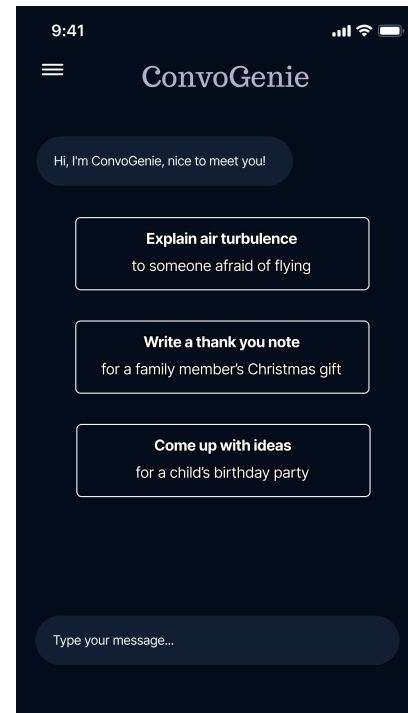 9:41
ConvoGenie
Hi, I'm ConvoGenie, nice to meet you!
Explain air turbulence
to someone afraid of flying
Write a thank you note
for a family member's Christmas gift
Come up with ideas
for a child's birthday party
Type your message...